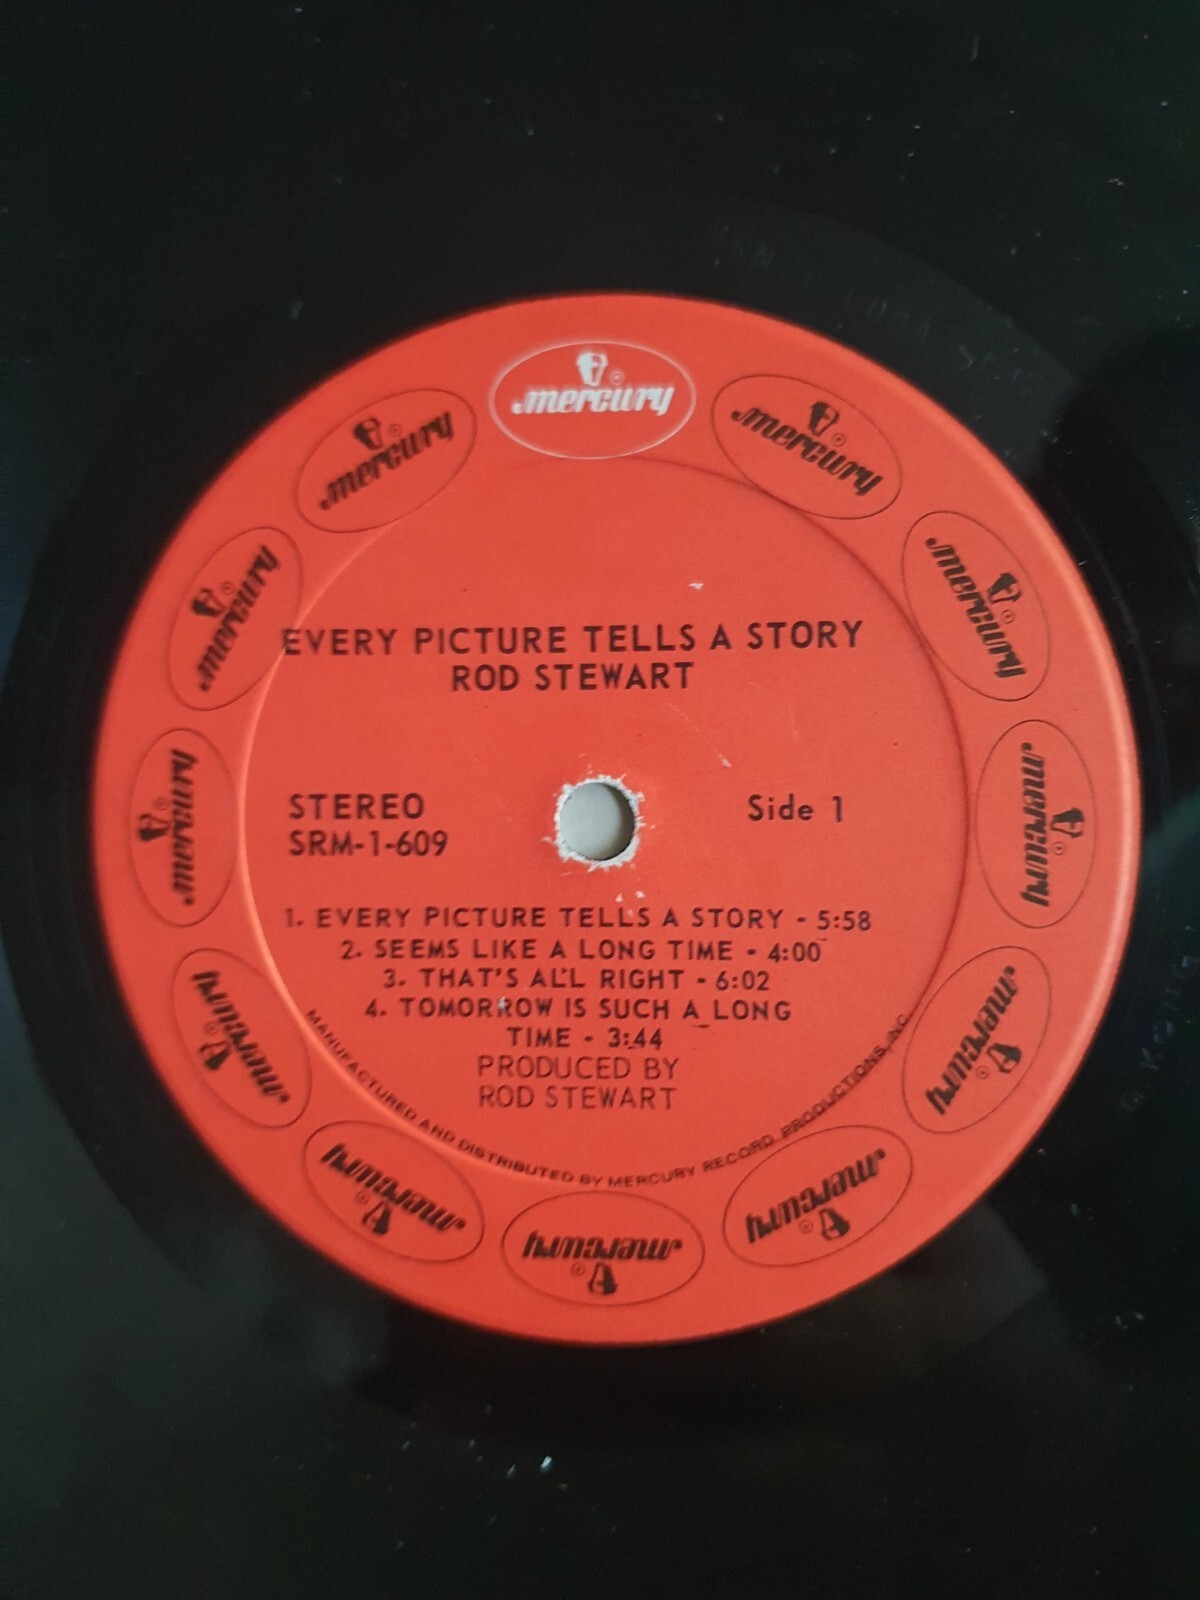 mercury ®
mercury ®
mercury ®
mercury ®
mercury ®
mercury ®
mercury ®
mercury ®
mercury ®
mercury ®
mercury ®
mercury ®
EVERY PICTURE TELLS A STORY
ROD STEWART
STEREO
SRM-1-609
Side 1
1. EVERY PICTURE TELLS A STORY - 5:58
2. SEEMS LIKE A LONG TIME - 4:00
3. THAT'S ALL RIGHT - 6:02
4. TOMORROW IS SUCH A LONG
TIME - 3:44
PRODUCED BY
ROD STEWART
MANUFACTURED AND DISTRIBUTED BY MERCURY RECORD PRODUCTIONS, INC.